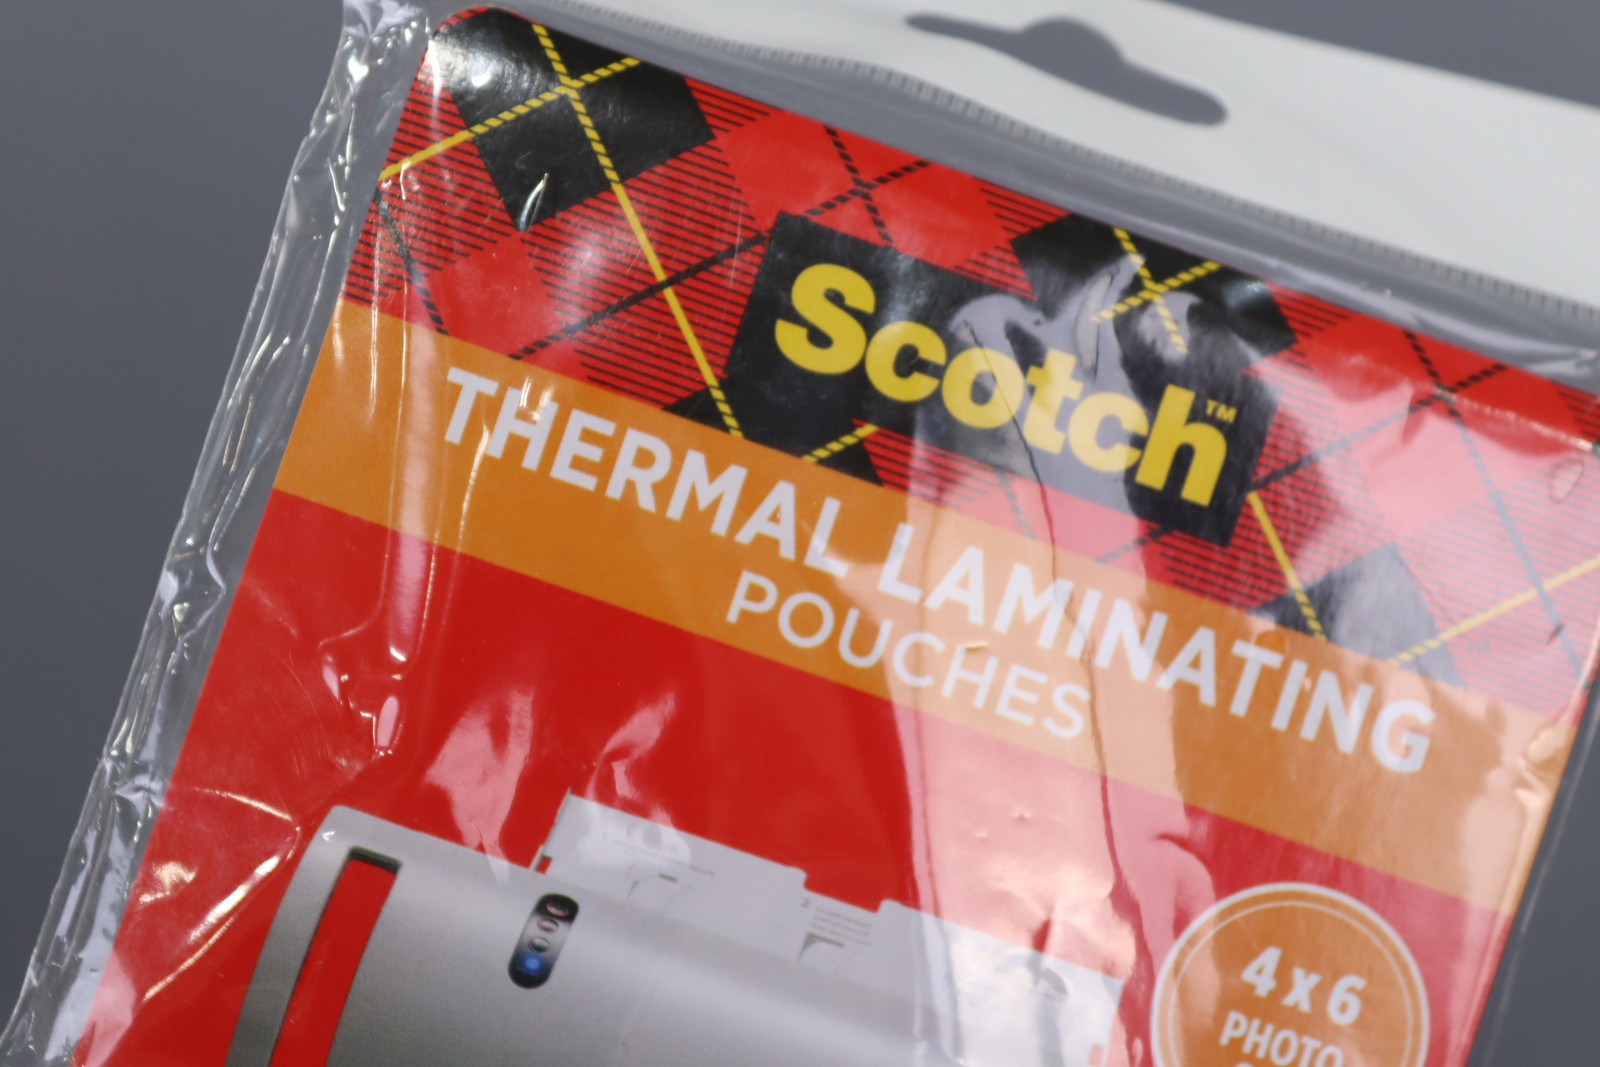 Scotch™
THERMAL LAMINATING
POUCHES
4 x 6
PHOTO